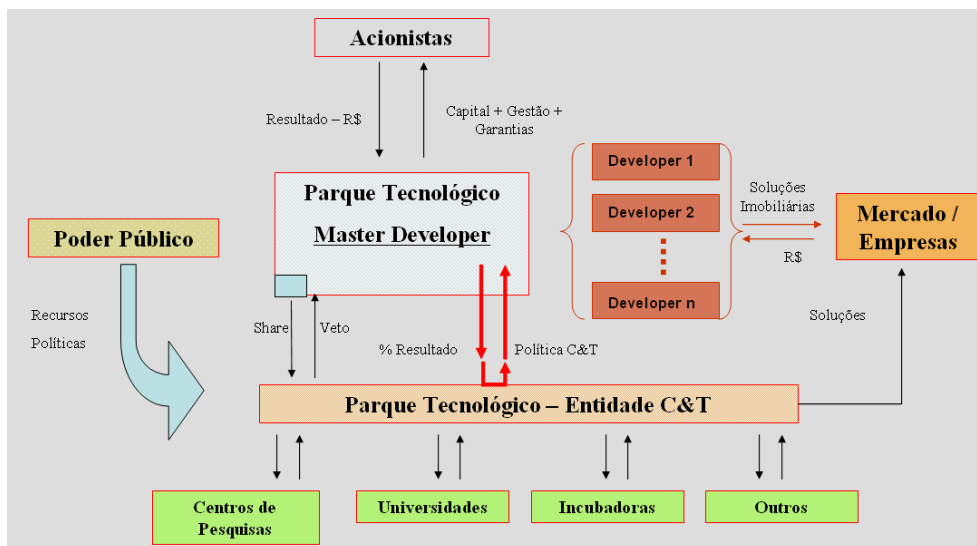 Acionistas
Resultado – R$
Capital + Gestão +
Garantias
Parque Tecnológico
Master Developer
Developer 1
Developer 2
Developer n
Soluções
Imobiliárias
R$
Mercado /
Empresas
Poder Público
Recursos
Políticas
Share
Veto
% Resultado
Política C&T
Soluções
Parque Tecnológico – Entidade C&T
Centros de
Pesquisas
Universidades
Incubadoras
Outros